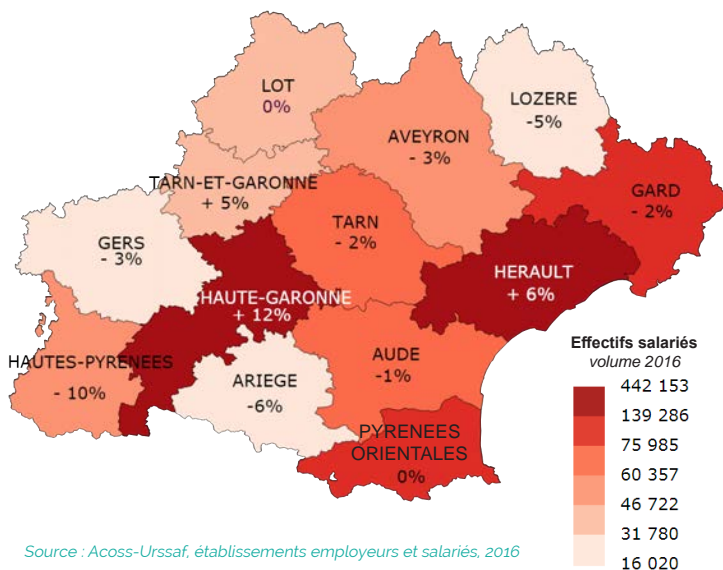 LOT
0%
LOZERE
-5%
AVEYRON
- 3%
TARN-ET-GARONNE
+ 5%
GARD
- 2%
TARN
- 2%
GERS
- 3%
HERAULT
+ 6%
HAUTE-GARONNE
+ 12%
HAUTES-PYRENEES
- 10%
AUDE
-1%
ARIEGE
-6%
PYRENEES
ORIENTALES
0%
Effectifs salariés
volume 2016
442 153
139 286
75 985
60 357
46 722
31 780
16 020
Source : Acoss-Urssaf, établissements employeurs et salariés, 2016